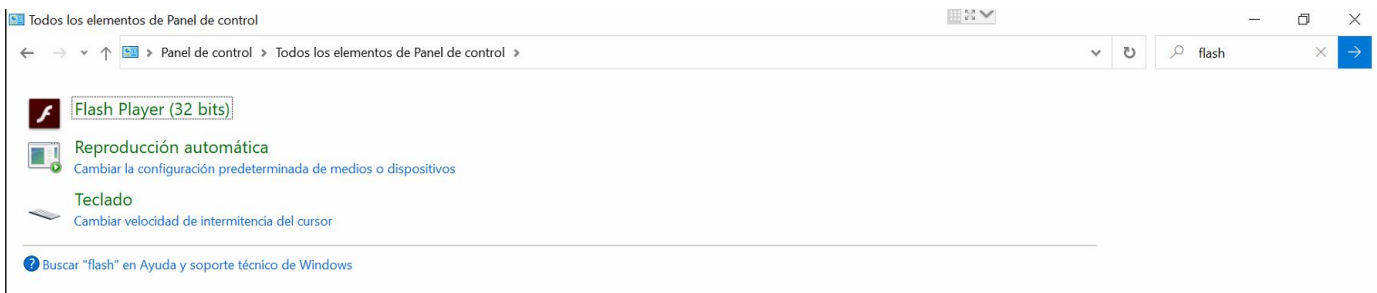 Todos los elementos de Panel de control
Panel de control > Todos los elementos de Panel de control >
flash
Flash Player (32 bits)
Reproducción automática
Cambiar la configuración predeterminada de medios o dispositivos
Teclado
Cambiar velocidad de intermitencia del cursor
Buscar "flash" en Ayuda y soporte técnico de Windows